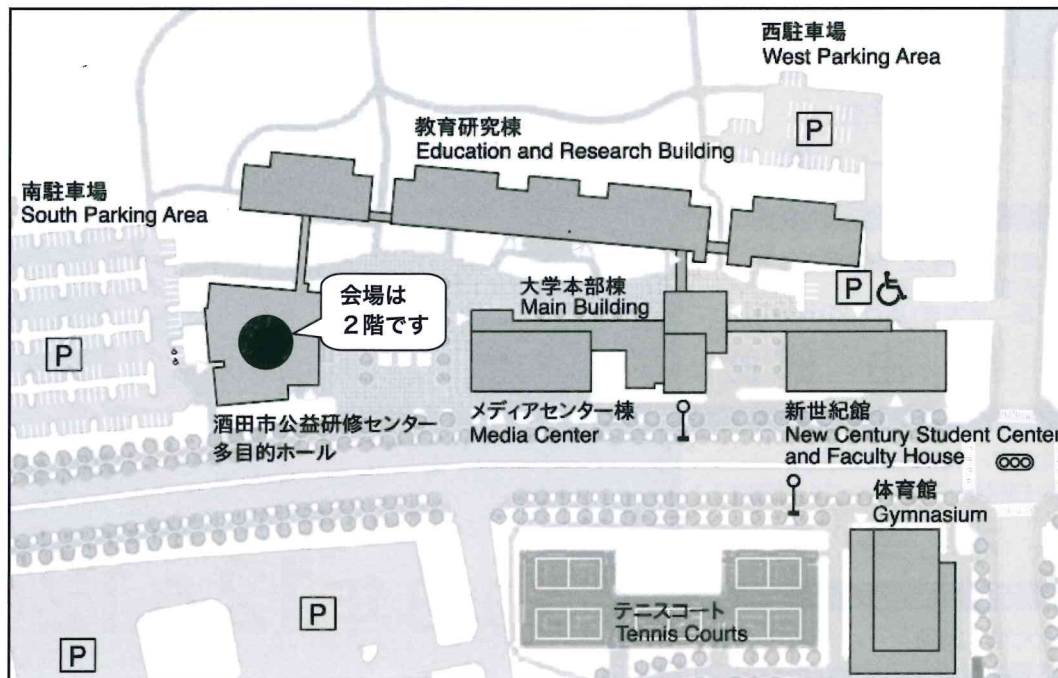 西駐車場
West Parking Area
P
教育研究棟
Education and Research Building
南駐車場
South Parking Area
会場は
２階です
大学本部棟
Main Building
P
P
酒田市公益研修センター
多目的ホール
メディアセンター棟
Media Center
新世紀館
New Century Student Center
and Faculty House
体育館
Gymnasium
テニスコート
Tennis Courts
P
P